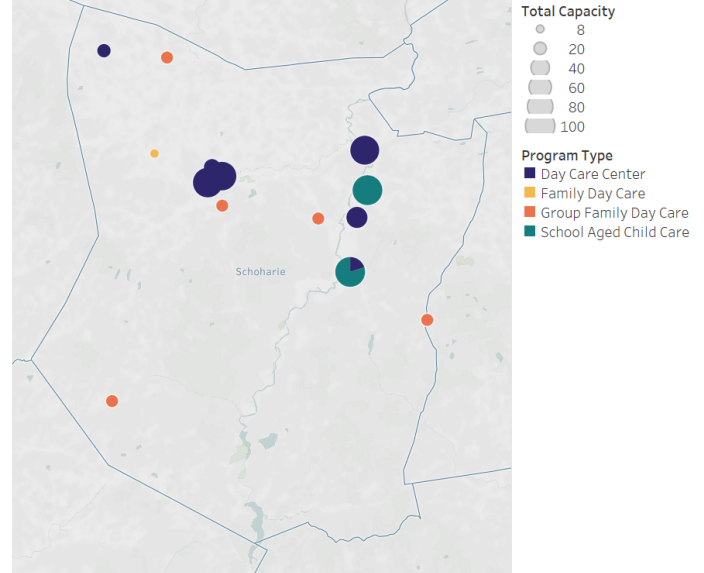 Total Capacity
8
20
40
60
80
100
Program Type
Day Care Center
Family Day Care
Group Family Day Care
School Aged Child Care
Schoharie